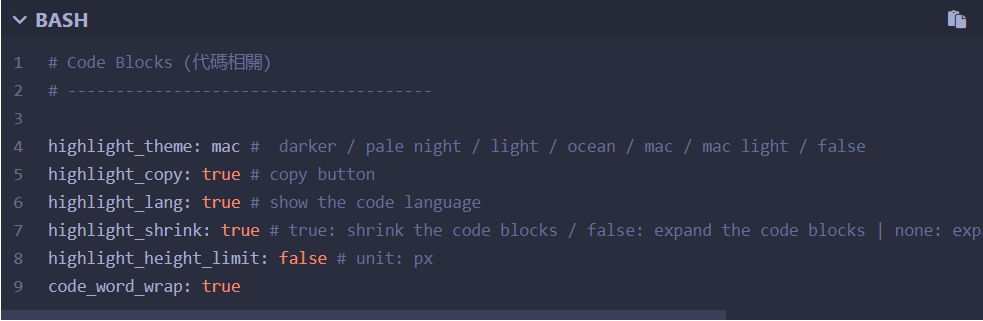 BASH
1 # Code Blocks (代碼相關)
2 # --------------------------------------
3
4 highlight_theme: mac #  darker / pale night / light / ocean / mac / mac light / false
5 highlight_copy: true # copy button
6 highlight_lang: true # show the code language
7 highlight_shrink: true # true: shrink the code blocks / false: expand the code blocks | none: exp
8 highlight_height_limit: false # unit: px
9 code_word_wrap: true